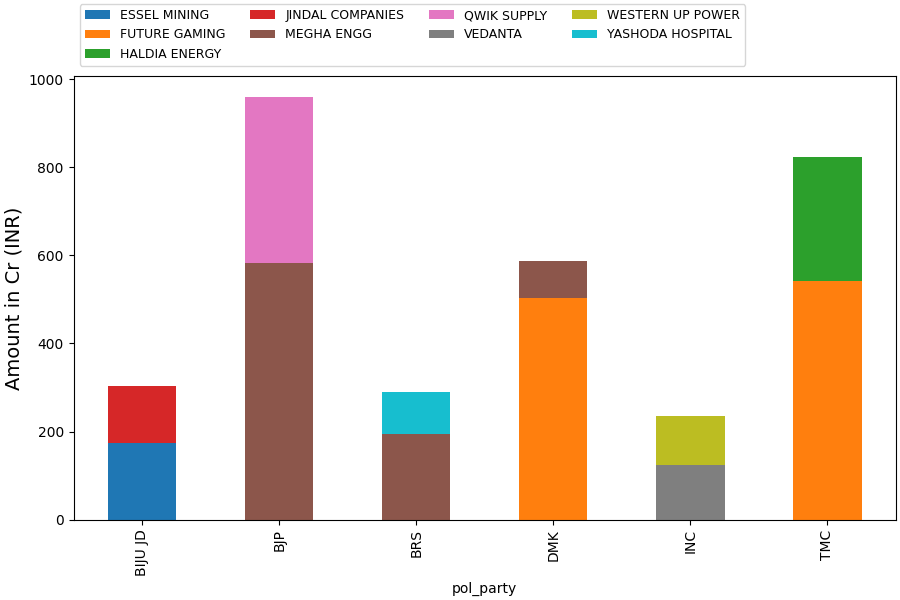 ESSEL MINING
FUTURE GAMING
HALDIA ENERGY
JINDAL COMPANIES
MEGHA ENGG
QWIK SUPPLY
VEDANTA
WESTERN UP POWER
YASHODA HOSPITAL
1000
800
600
400
200
0
Amount in Cr (INR)
BIJU JD
BJP
BRS
DMK
INC
TMC
pol_party